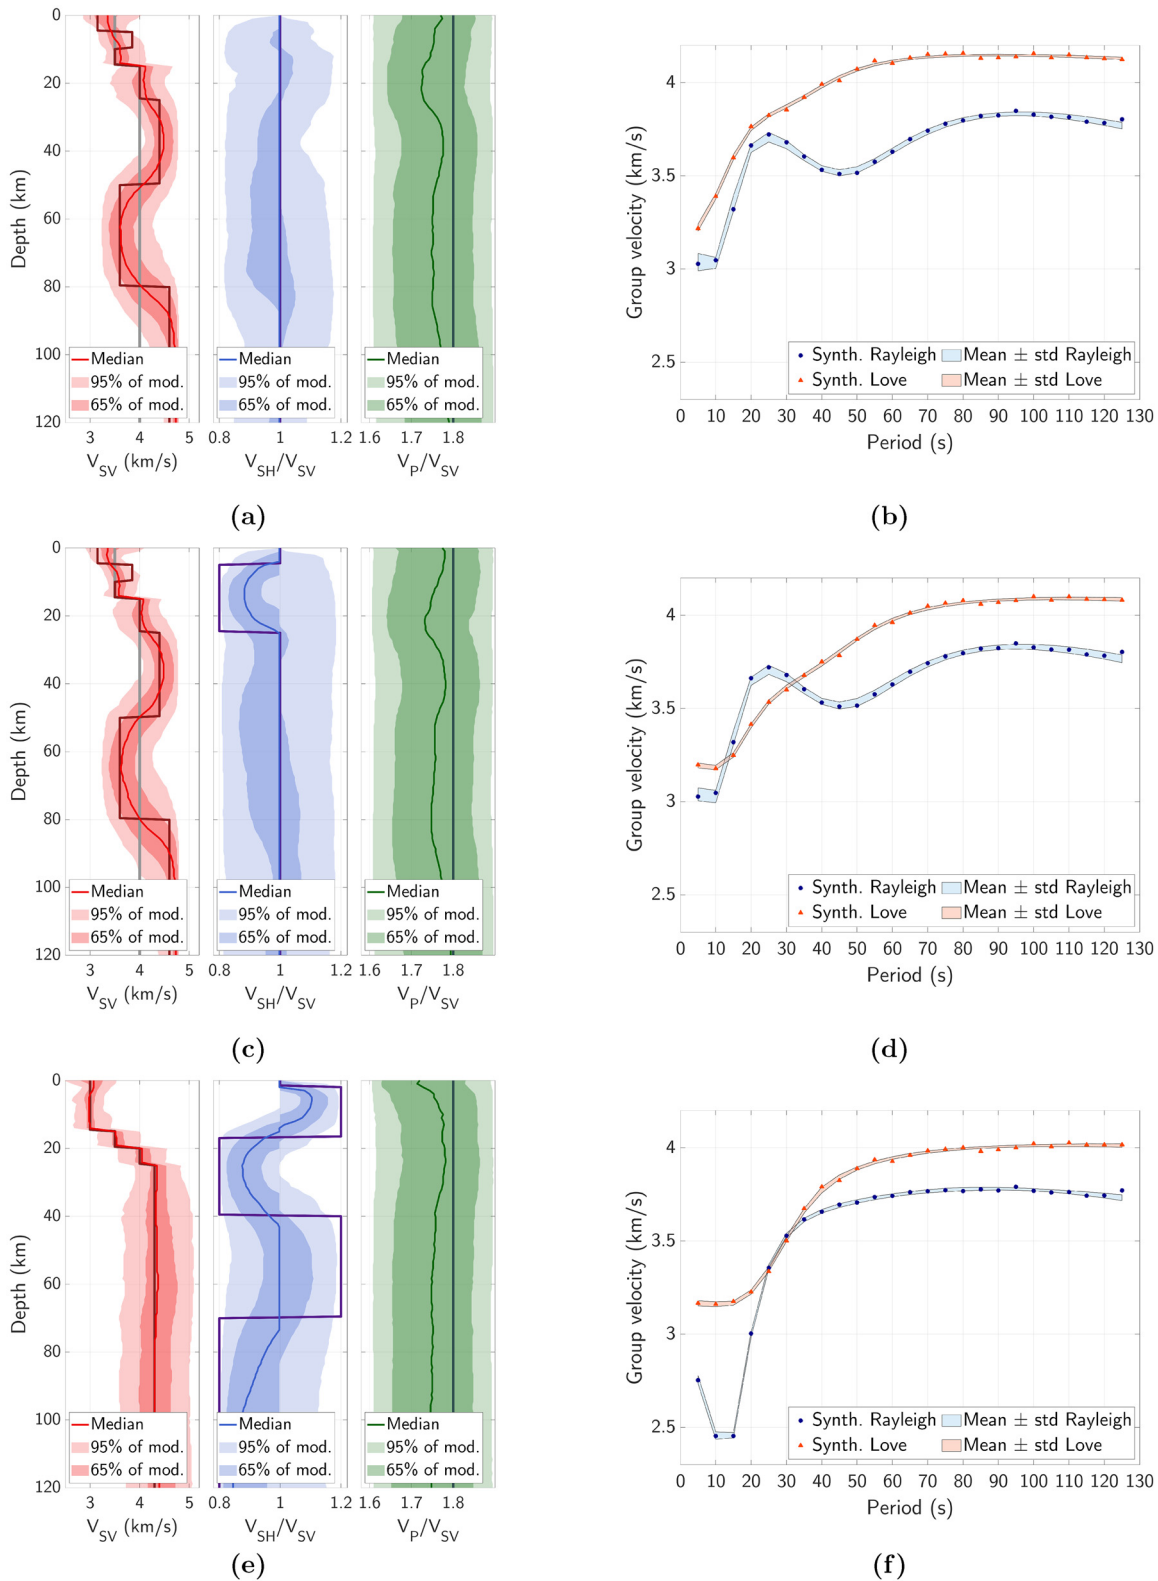 0
20
40
60
80
100
120
Depth (km)
Median
95% of mod.
65% of mod.
3 4 5
V_SV (km/s)
Median
95% of mod.
65% of mod.
0.8 1 1.2
V_SH/V_SV
Median
95% of mod.
65% of mod.
1.6 1.7 1.8
V_P/V_SV
(a)
4
3.5
3
2.5
Group velocity (km/s)
Synth. Rayleigh Mean ± std Rayleigh
Synth. Love Mean ± std Love
0 10 20 30 40 50 60 70 80 90 100 110 120 130
Period (s)
(b)
0
20
40
60
80
100
120
Depth (km)
Median
95% of mod.
65% of mod.
3 4 5
V_SV (km/s)
Median
95% of mod.
65% of mod.
0.8 1 1.2
V_SH/V_SV
Median
95% of mod.
65% of mod.
1.6 1.7 1.8
V_P/V_SV
(c)
4
3.5
3
2.5
Group velocity (km/s)
Synth. Rayleigh Mean ± std Rayleigh
Synth. Love Mean ± std Love
0 10 20 30 40 50 60 70 80 90 100 110 120 130
Period (s)
(d)
0
20
40
60
80
100
120
Depth (km)
Median
95% of mod.
65% of mod.
3 4 5
V_SV (km/s)
Median
95% of mod.
65% of mod.
0.8 1 1.2
V_SH/V_SV
Median
95% of mod.
65% of mod.
1.6 1.7 1.8
V_P/V_SV
(e)
4
3.5
3
2.5
Group velocity (km/s)
Synth. Rayleigh Mean ± std Rayleigh
Synth. Love Mean ± std Love
0 10 20 30 40 50 60 70 80 90 100 110 120 130
Period (s)
(f)